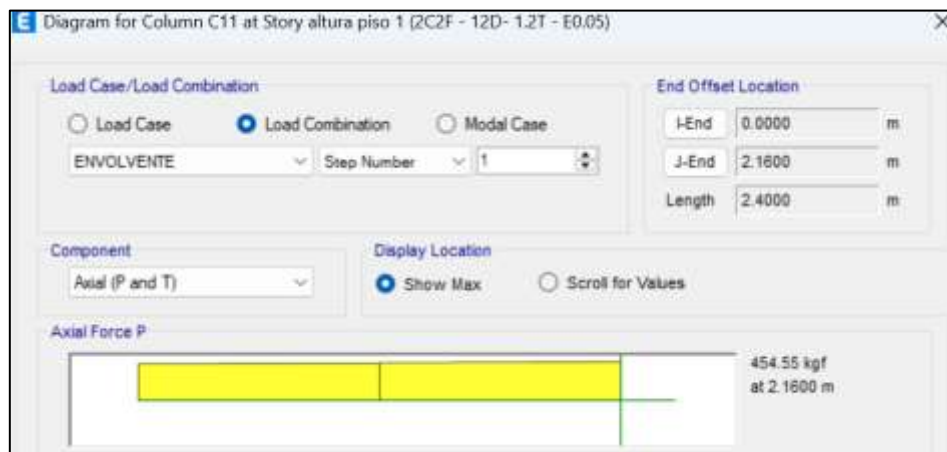 Diagram for Column C11 at Story altura piso 1 (2C2F - 12D- 1.2T - E0.05)
Load Case/Load Combination
Load Case Load Combination Modal Case
ENVOLVENTE Step Number 1
End Offset Location
I-End 0.0000 m
J-End 2.1600 m
Length 2.4000 m
Component
Axial (P and T)
Display Location
Show Max Scroll for Values
Axial Force P
454.55 kgf
at 2.1600 m